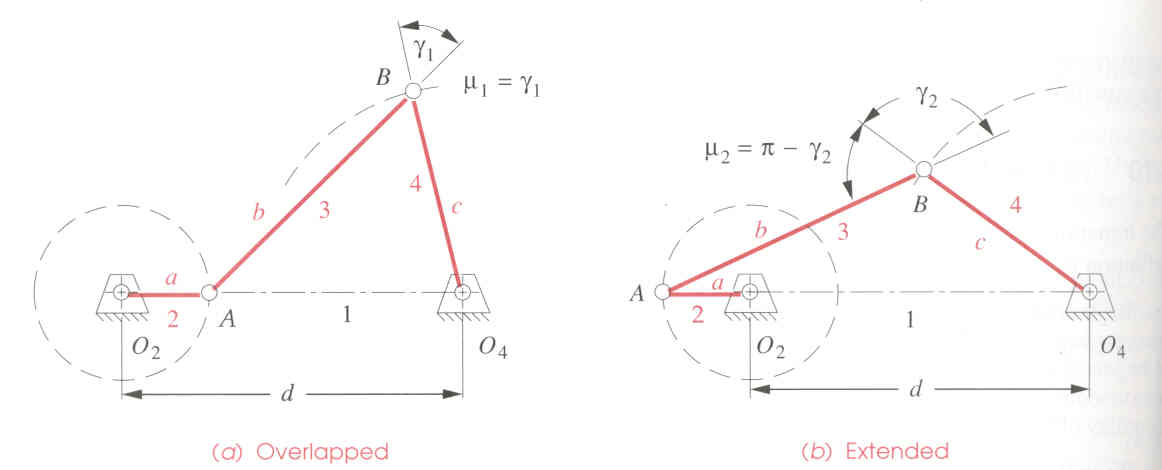 γ₁
B
μ₁ = γ₁
4
b
3
c
a
2
A
1
O₂
O₄
d
(a) Overlapped
γ₂
μ₂ = π − γ₂
B
4
b
3
c
A
a
2
1
O₂
O₄
d
(b) Extended